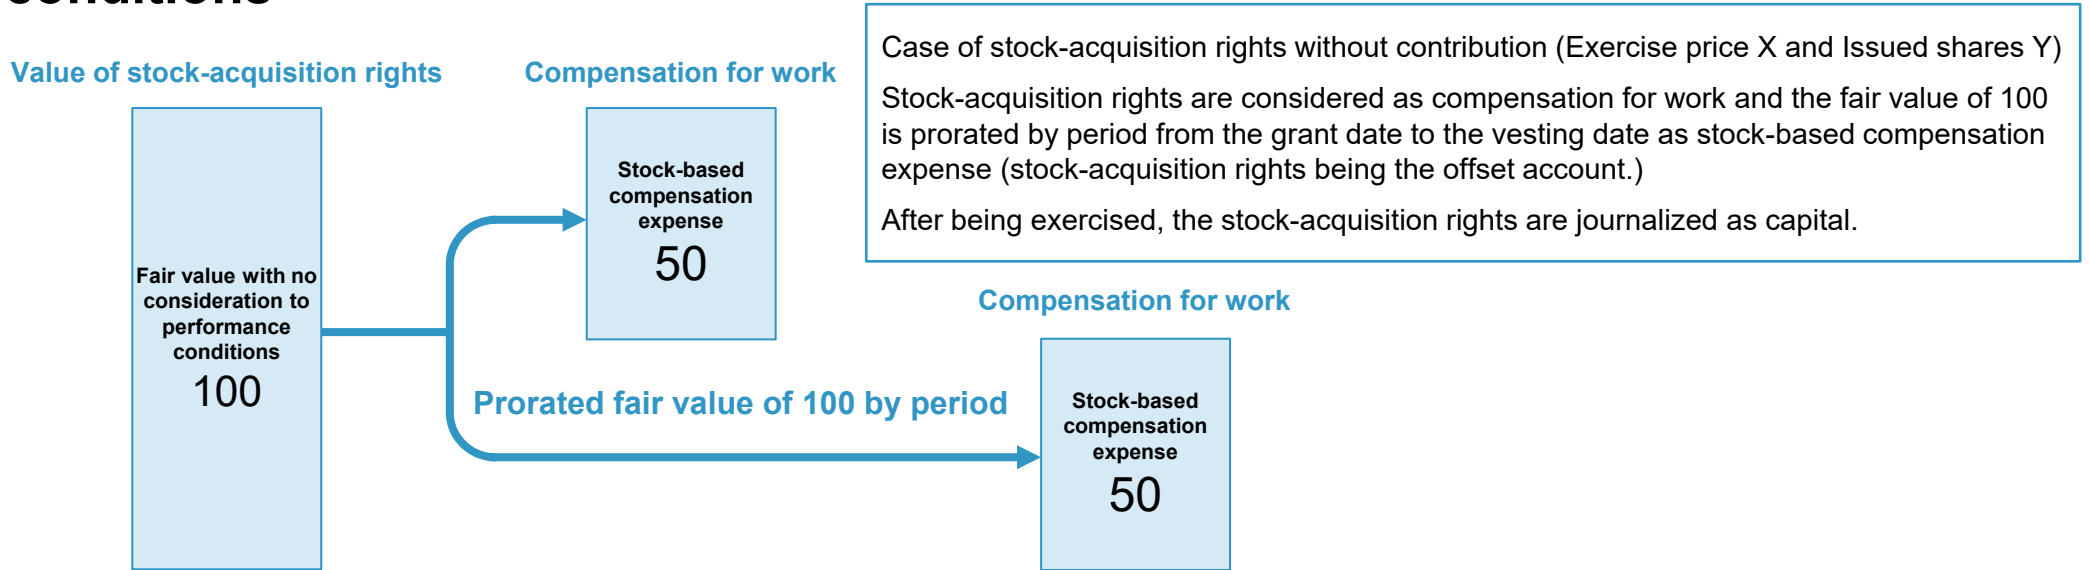 conditions
Value of stock-acquisition rights
Compensation for work
Case of stock-acquisition rights without contribution (Exercise price X and Issued shares Y)
Stock-acquisition rights are considered as compensation for work and the fair value of 100
is prorated by period from the grant date to the vesting date as stock-based compensation
expense (stock-acquisition rights being the offset account.)
After being exercised, the stock-acquisition rights are journalized as capital.
Stock-based
compensation
expense
50
Fair value with no
consideration to
performance
conditions
100
Compensation for work
Prorated fair value of 100 by period
Stock-based
compensation
expense
50